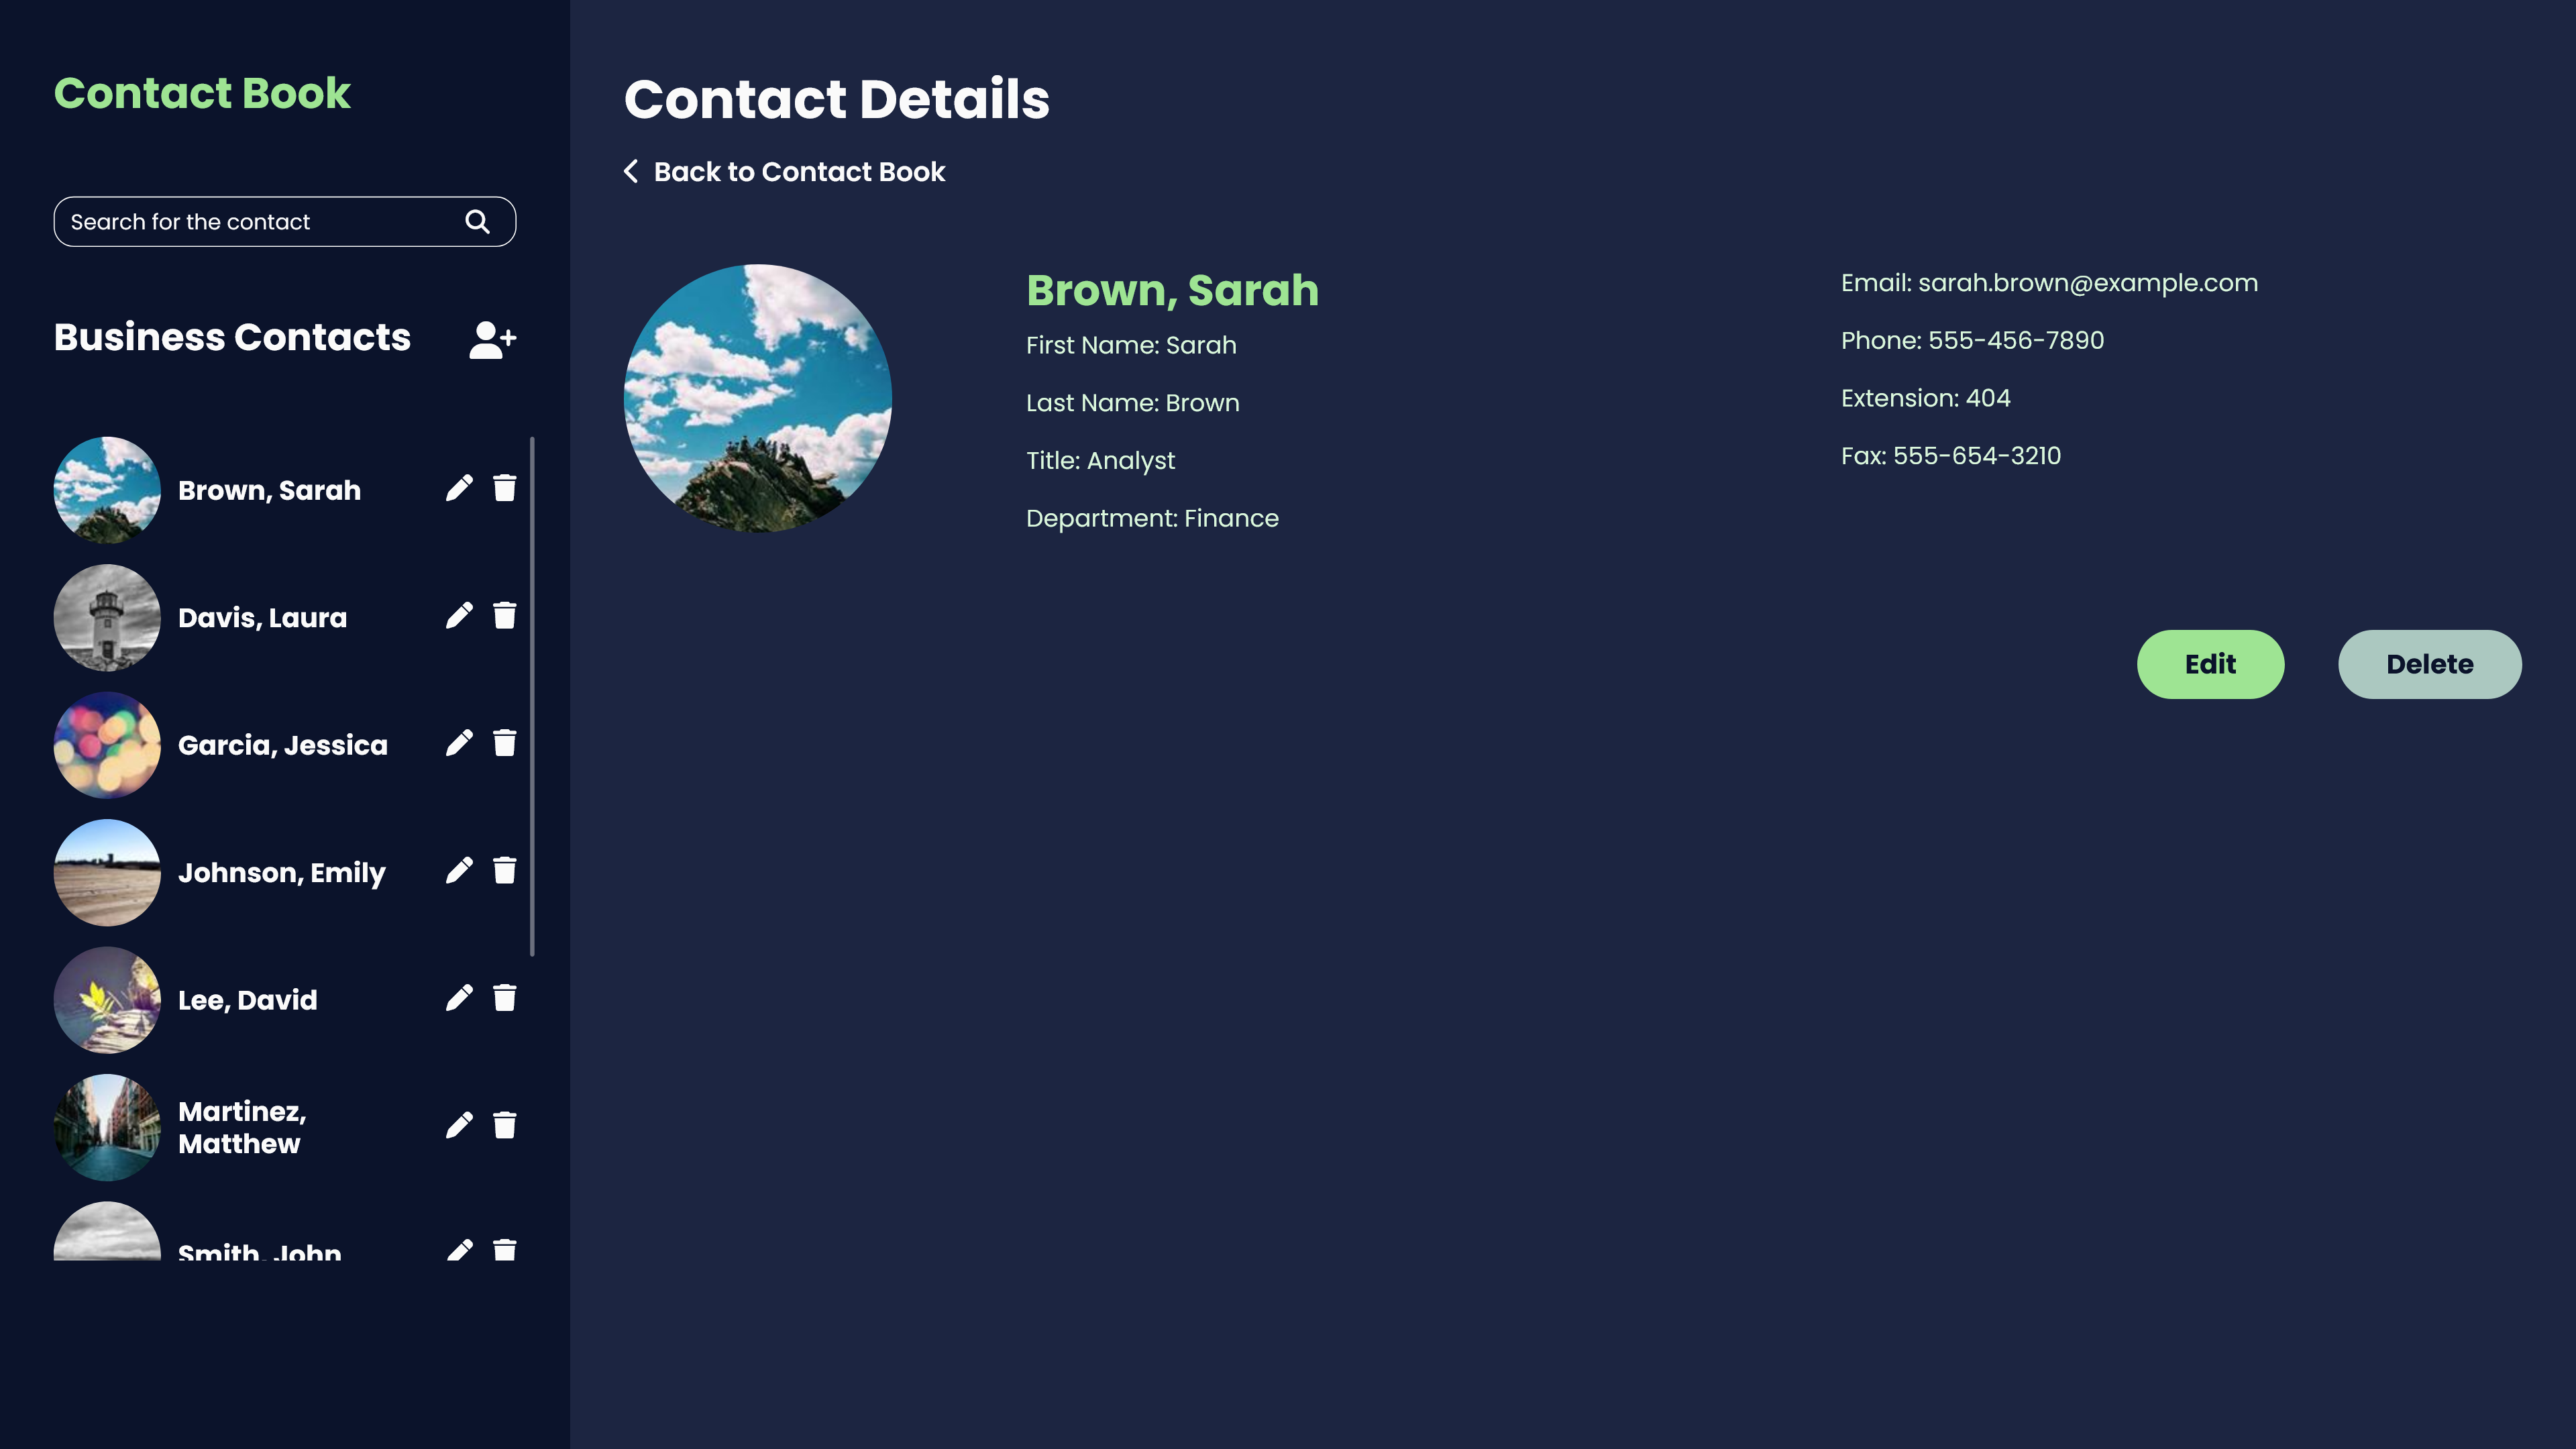 Contact Book
Search for the contact
Business Contacts
Brown, Sarah
Davis, Laura
Garcia, Jessica
Johnson, Emily
Lee, David
Martinez,
Matthew
Smith, John
Contact Details
Back to Contact Book
Brown, Sarah
First Name: Sarah
Last Name: Brown
Title: Analyst
Department: Finance
Email: sarah.brown@example.com
Phone: 555-456-7890
Extension: 404
Fax: 555-654-3210
Edit
Delete